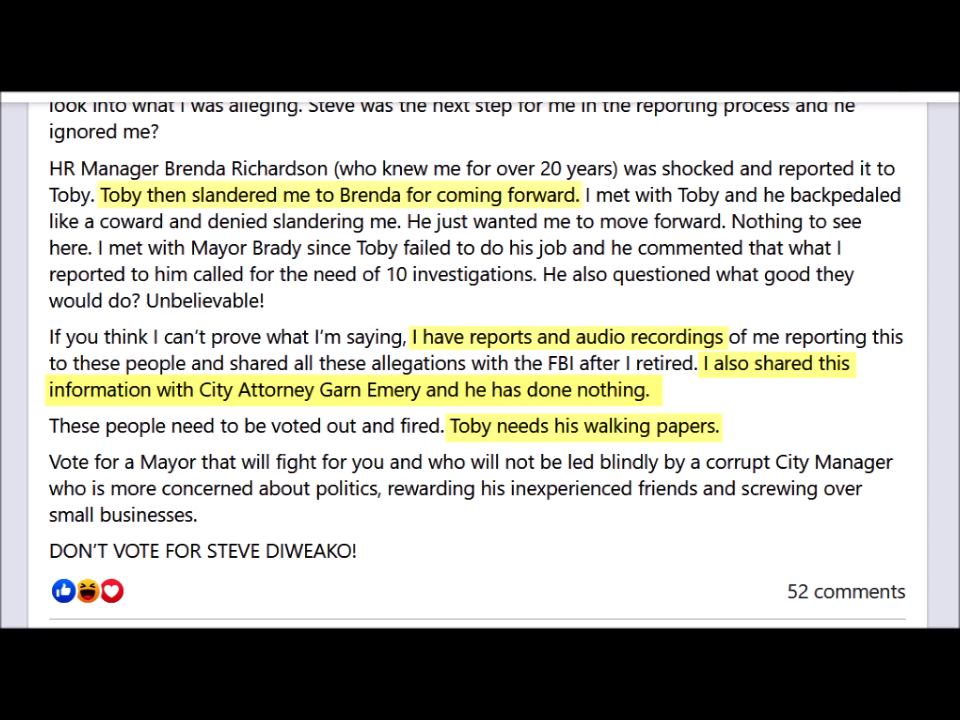 look into what I was alleging. Steve was the next step for me in the reporting process and he
ignored me?
HR Manager Brenda Richardson (who knew me for over 20 years) was shocked and reported it to
Toby. Toby then slandered me to Brenda for coming forward. I met with Toby and he backpedaled
like a coward and denied slandering me. He just wanted me to move forward. Nothing to see
here. I met with Mayor Brady since Toby failed to do his job and he commented that what I
reported to him called for the need of 10 investigations. He also questioned what good they
would do? Unbelievable!
If you think I can't prove what I'm saying, I have reports and audio recordings of me reporting this
to these people and shared all these allegations with the FBI after I retired. I also shared this
information with City Attorney Garn Emery and he has done nothing.
These people need to be voted out and fired. Toby needs his walking papers.
Vote for a Mayor that will fight for you and who will not be led blindly by a corrupt City Manager
who is more concerned about politics, rewarding his inexperienced friends and screwing over
small businesses.
DON'T VOTE FOR STEVE DIWEAKO!
52 comments